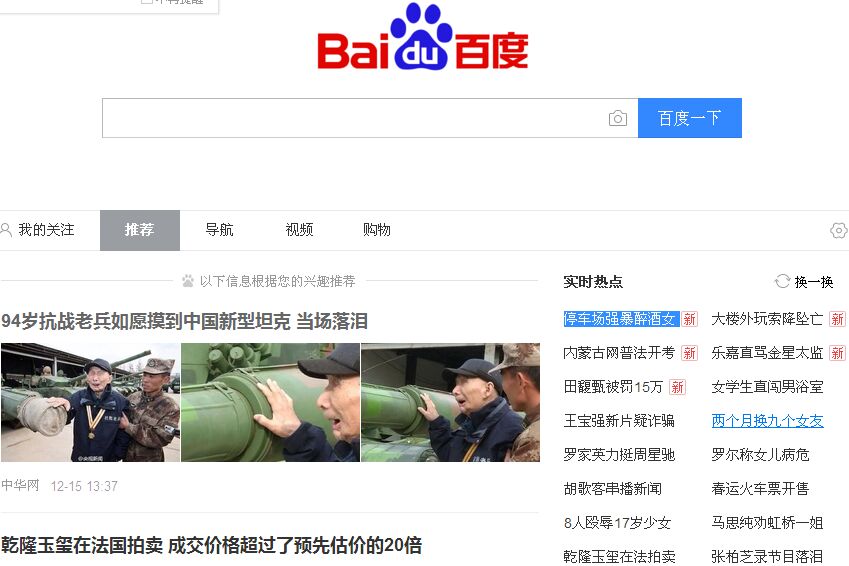 Bai du 百度
百度一下
我的关注 推荐 导航 视频 购物
以下信息根据您的兴趣推荐
94岁抗战老兵如愿摸到中国新型坦克 当场落泪
@央视新闻
中华网 12-15 13:37
乾隆玉玺在法国拍卖 成交价格超过了预先估价的20倍
实时热点 换一换
停车场强暴醉酒女 新 大楼外玩索降坠亡 新
内蒙古网普法开考 新 乐嘉直骂金星太监 新
田馥甄被罚15万 新 女学生直闯男浴室
王宝强新片疑诈骗 两个月换九个女友
罗家英力挺周星驰 罗尔称女儿病危
胡歌客串播新闻 春运火车票开售
8人殴辱17岁少女 马思纯劝虹桥一姐
乾隆玉玺在法拍卖 张柏芝录节目落泪